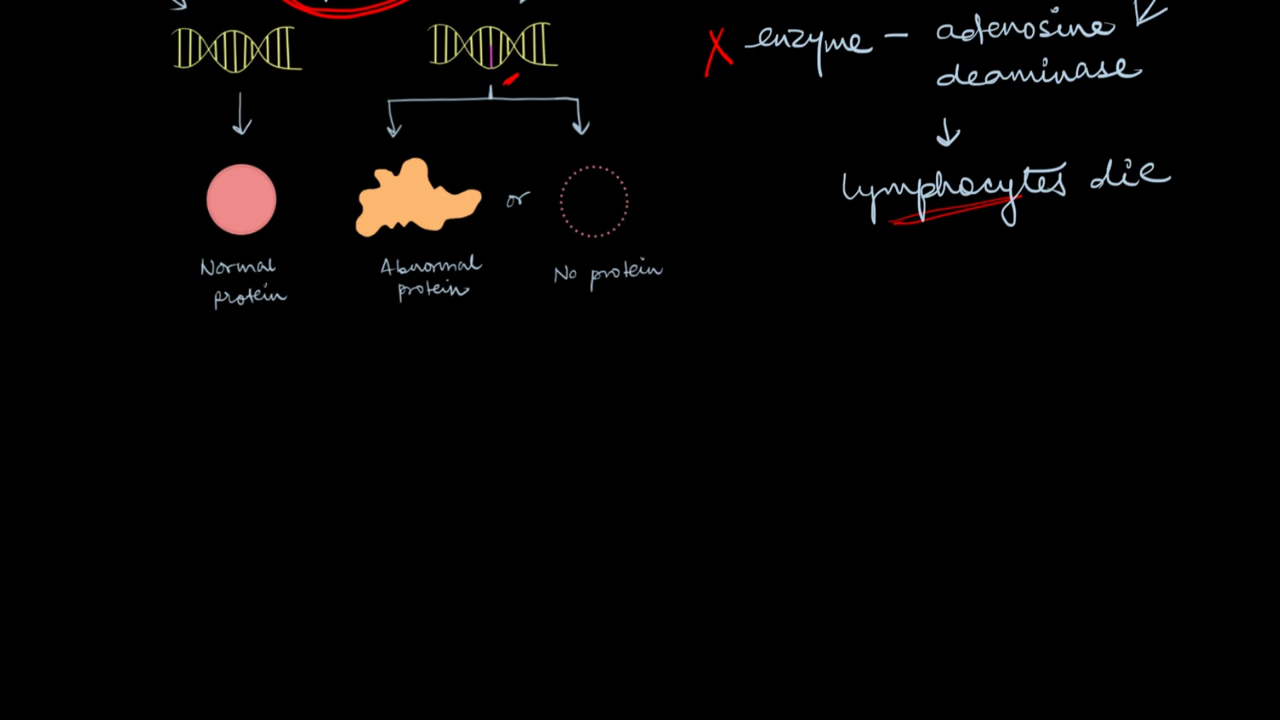 X enzyme - adenosine
deaminase
lymphocytes die
or
Normal
protein
Abnormal
protein
No protein